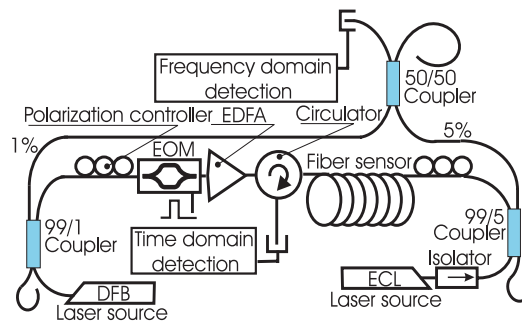 Frequency domain
detection
50/50
Coupler
Polarization controller
EDFA
Circulator
1%
5%
EOM
Fiber sensor
99/1
Coupler
Time domain
detection
99/5
Coupler
Isolator
DFB
Laser source
ECL
Laser source